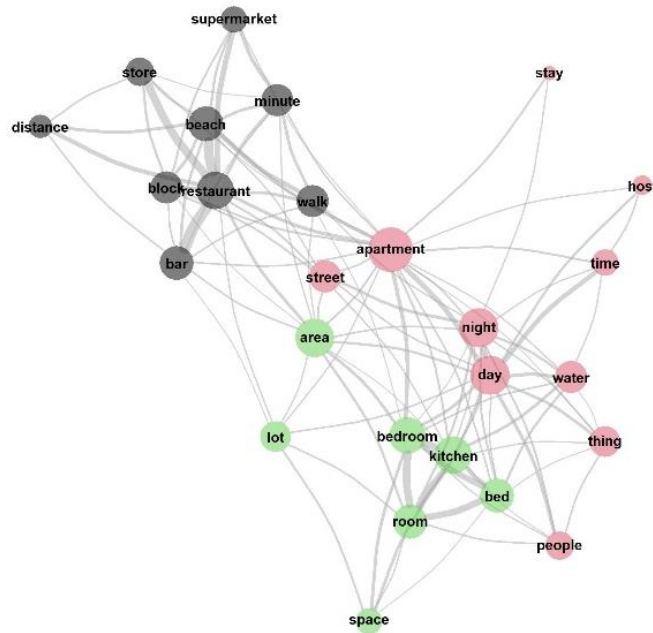 supermarket
store
stay
minute
beach
distance
block
restaurant
host
walk
apartment
bar
street
time
night
area
day
water
lot
bedroom
thing
kitchen
bed
room
people
space